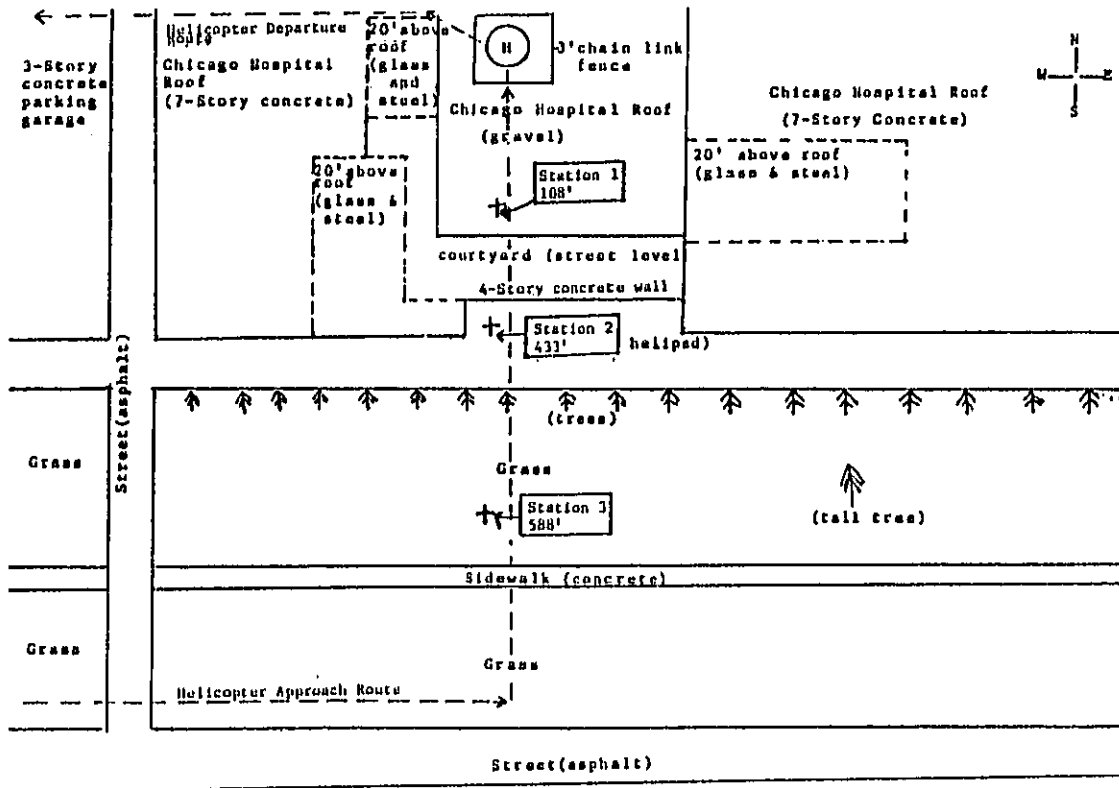 Helicopter Departure
Route
3-Story
concrete
parking
garage
Chicago Hospital
Roof
(7-Story concrete)
20' above
roof
(glass
and
steel)
H
3' chain link
fence
Chicago Hospital Roof
(gravel)
N
W
E
S
Chicago Hospital Roof
(7-Story Concrete)
20' above roof
(glass & steel)
20' above
roof
(glass &
steel)
Station 1
108'
courtyard (street level
4-Story concrete wall
Station 2
433'
helipad)
Street(asphalt)
(trees)
Grass
Grass
Station 3
588'
(tall tree)
Sidewalk (concrete)
Grass
Grass
Helicopter Approach Route
Street(asphalt)